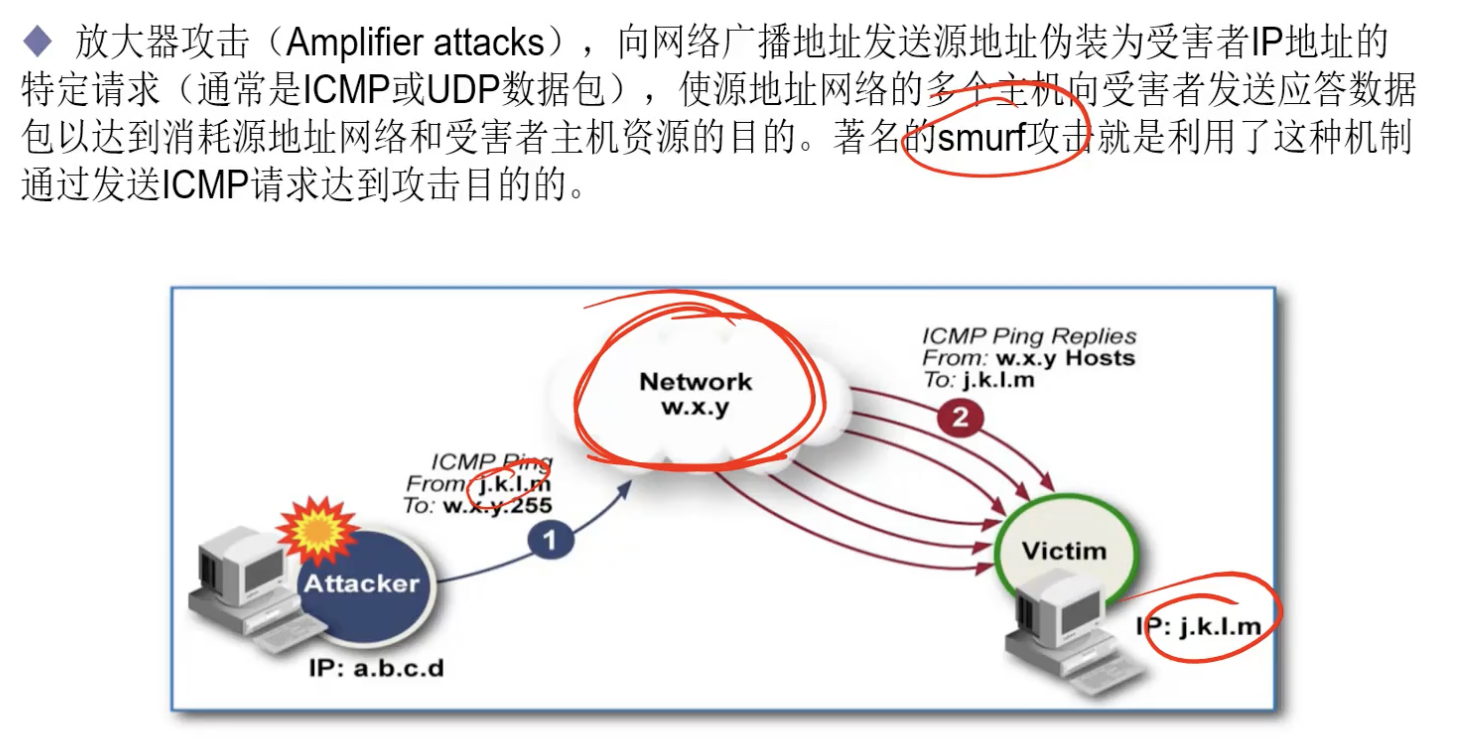 放大器攻击（Amplifier attacks），向网络广播地址发送源地址伪装为受害者IP地址的
特定请求（通常是ICMP或UDP数据包），使源地址网络的多个主机向受害者发送应答数据
包以达到消耗源地址网络和受害者主机资源的目的。著名的smurf攻击就是利用了这种机制
通过发送ICMP请求达到攻击目的的。
ICMP Ping Replies
From: w.x.y Hosts
To: j.k.l.m
2
Network
w.x.y
ICMP Ping
From: j.k.l.m
To: w.x.y.255
1
Attacker
IP: a.b.c.d
Victim
IP: j.k.l.m